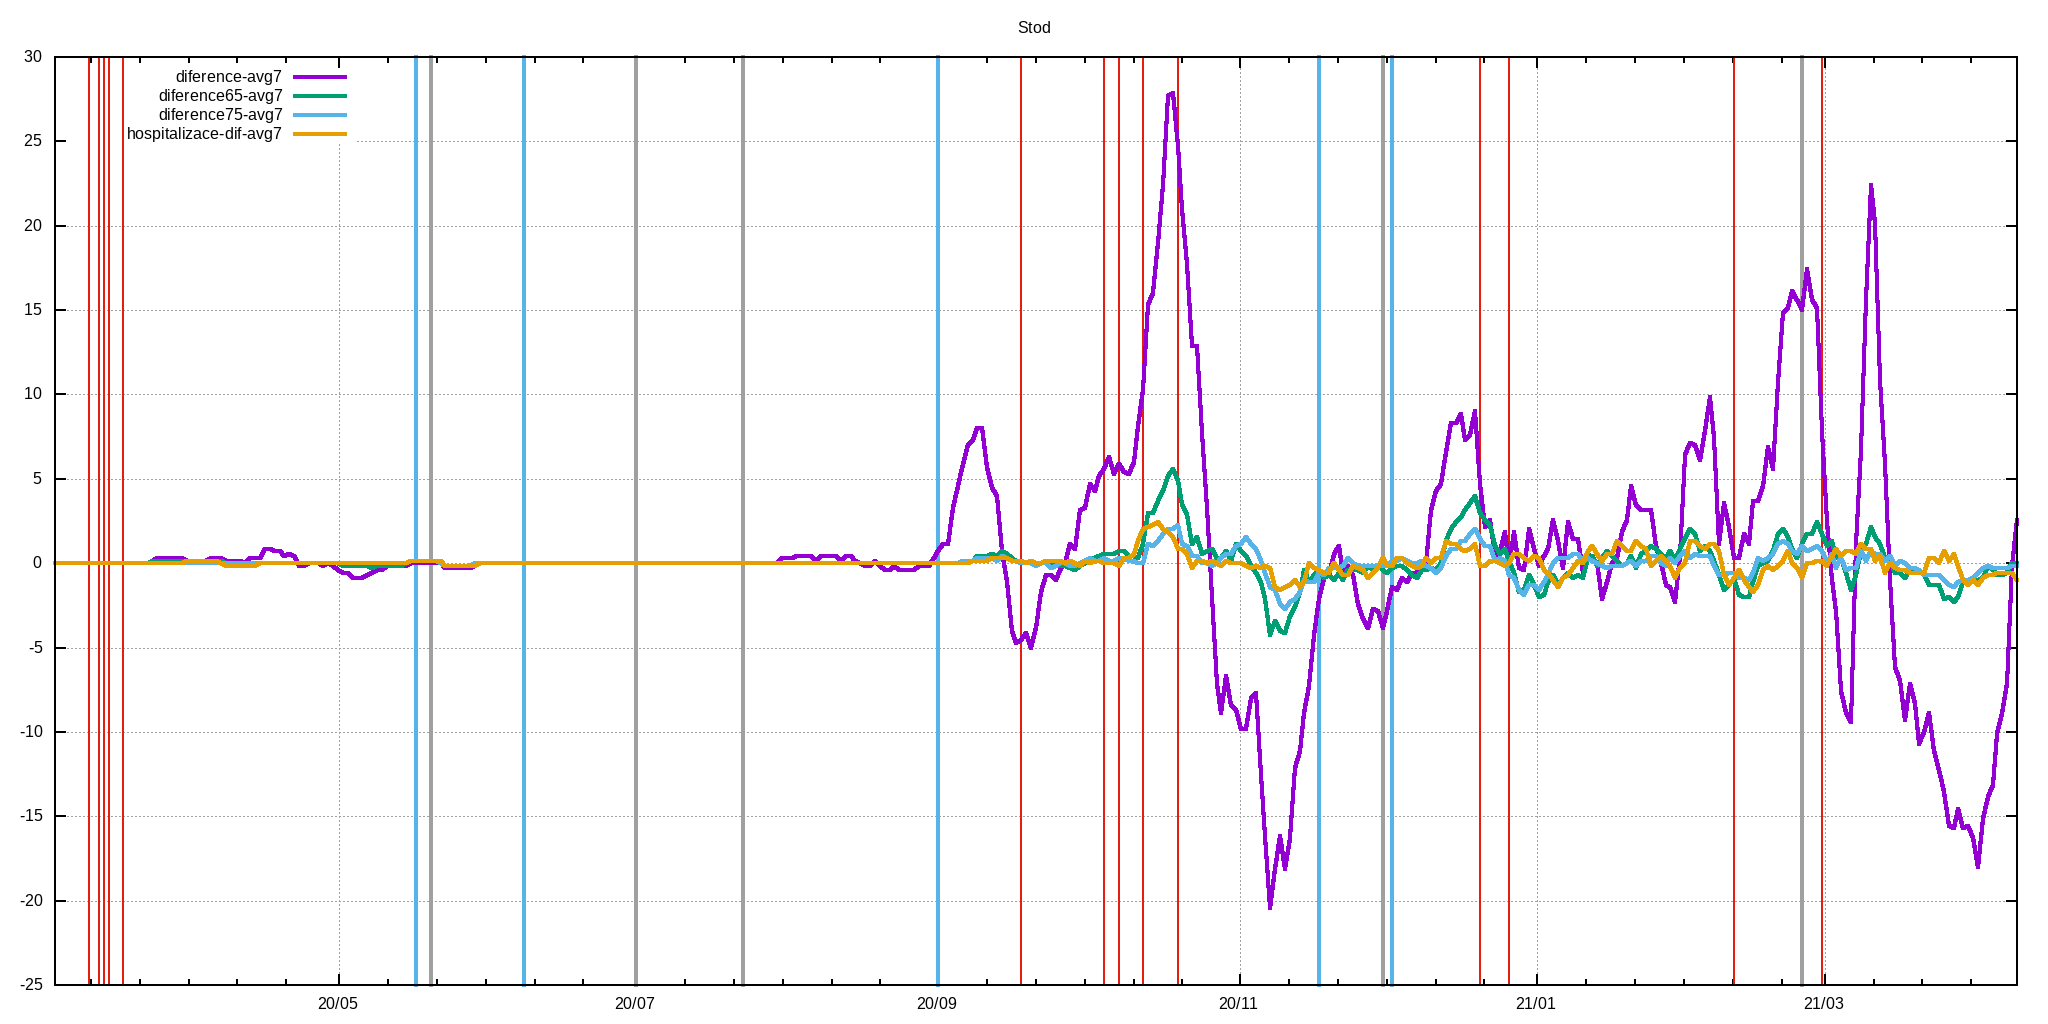 Stod
diference-avg7
diference65-avg7
diference75-avg7
hospitalizace-dif-avg7
30
25
20
15
10
5
0
-5
-10
-15
-20
-25
20/05 20/07 20/09 20/11 21/01 21/03